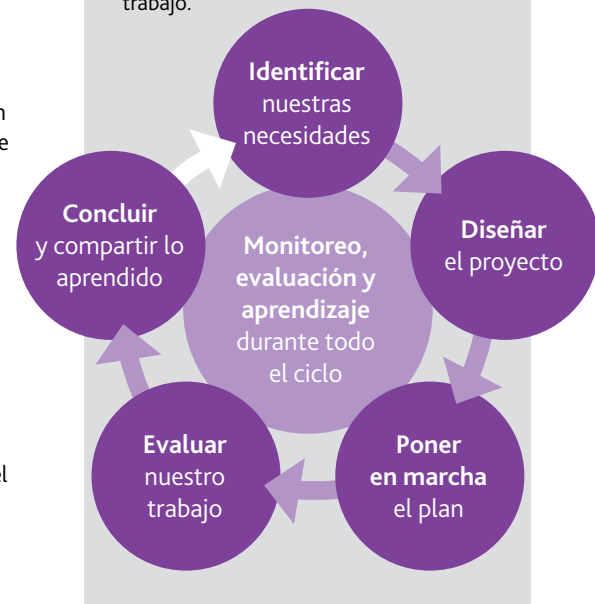 trabajo.
Identificar
nuestras
necesidades
Diseñar
el proyecto
Poner
en marcha
el plan
Evaluar
nuestro
trabajo
Concluir
y compartir lo
aprendido
Monitoreo,
evaluación y
aprendizaje
durante todo
el ciclo